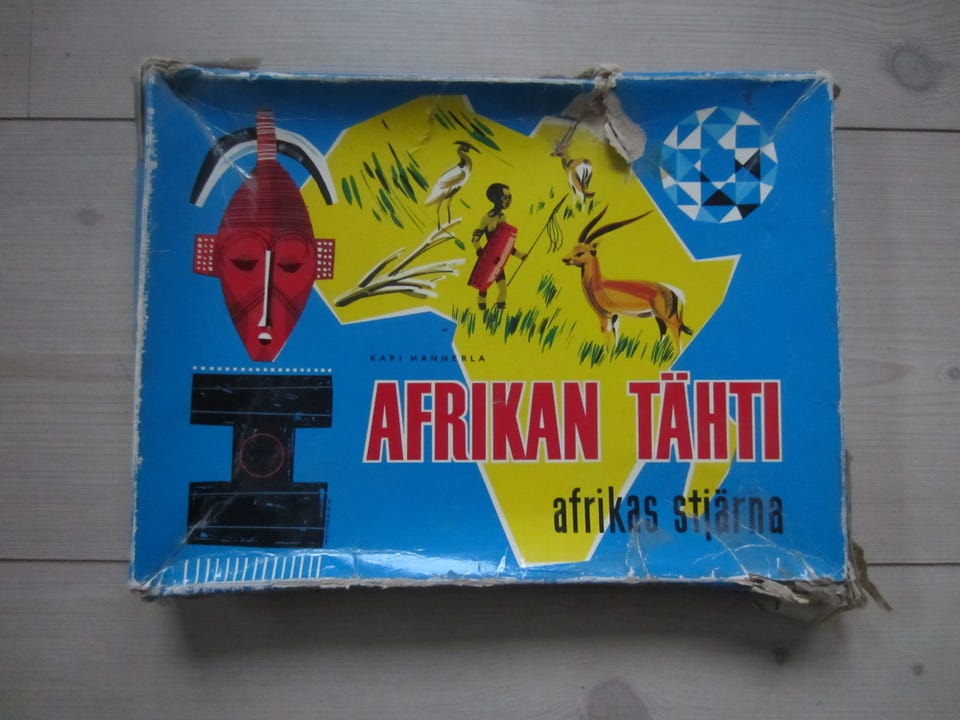 KARI MANNERLA
AFRIKAN TÄHTI
afrikas stjärna